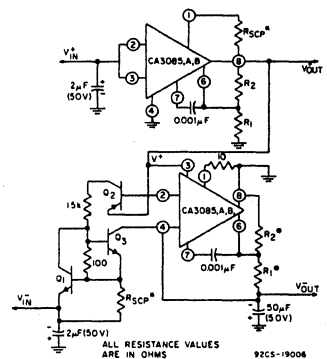 1
RSCP*
V+IN
2
3
CA3085,A,B
8
V+OUT
2μF
(50V)
4
7
6
R2
0.001μF
R1
V+
3
1
10
Q2
2
8
15k
CA3085,A,B
Q3
4
6
R2●
100
7
0.001μF
Q1
R1●
V-IN
RSCP●
V-OUT
2μF(50V)
50μF
(50V)
ALL RESISTANCE VALUES
ARE IN OHMS
92CS-19006